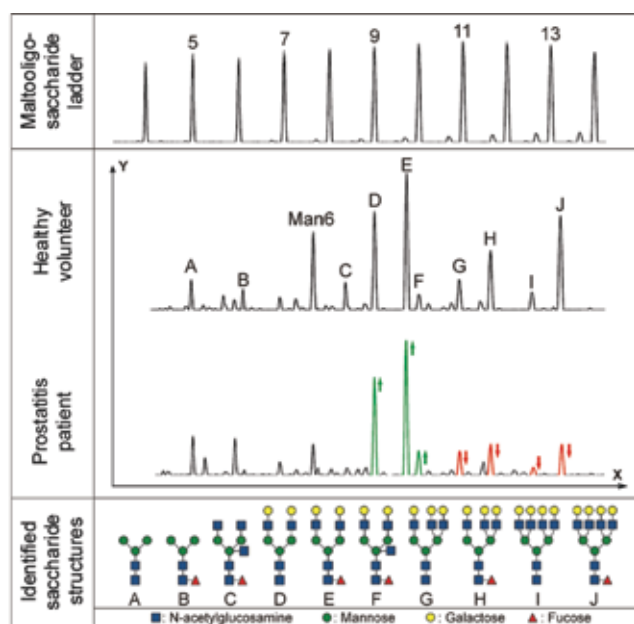 5 7 9 11 13
Maltooligo-
saccharide
ladder
Y
Healthy
volunteer
A B Man6 C D E F G H I J
Prostatitis
patient
X
Identified
saccharide
structures
A B C D E F G H I J
: N-acetylglucosamine : Mannose : Galactose : Fucose